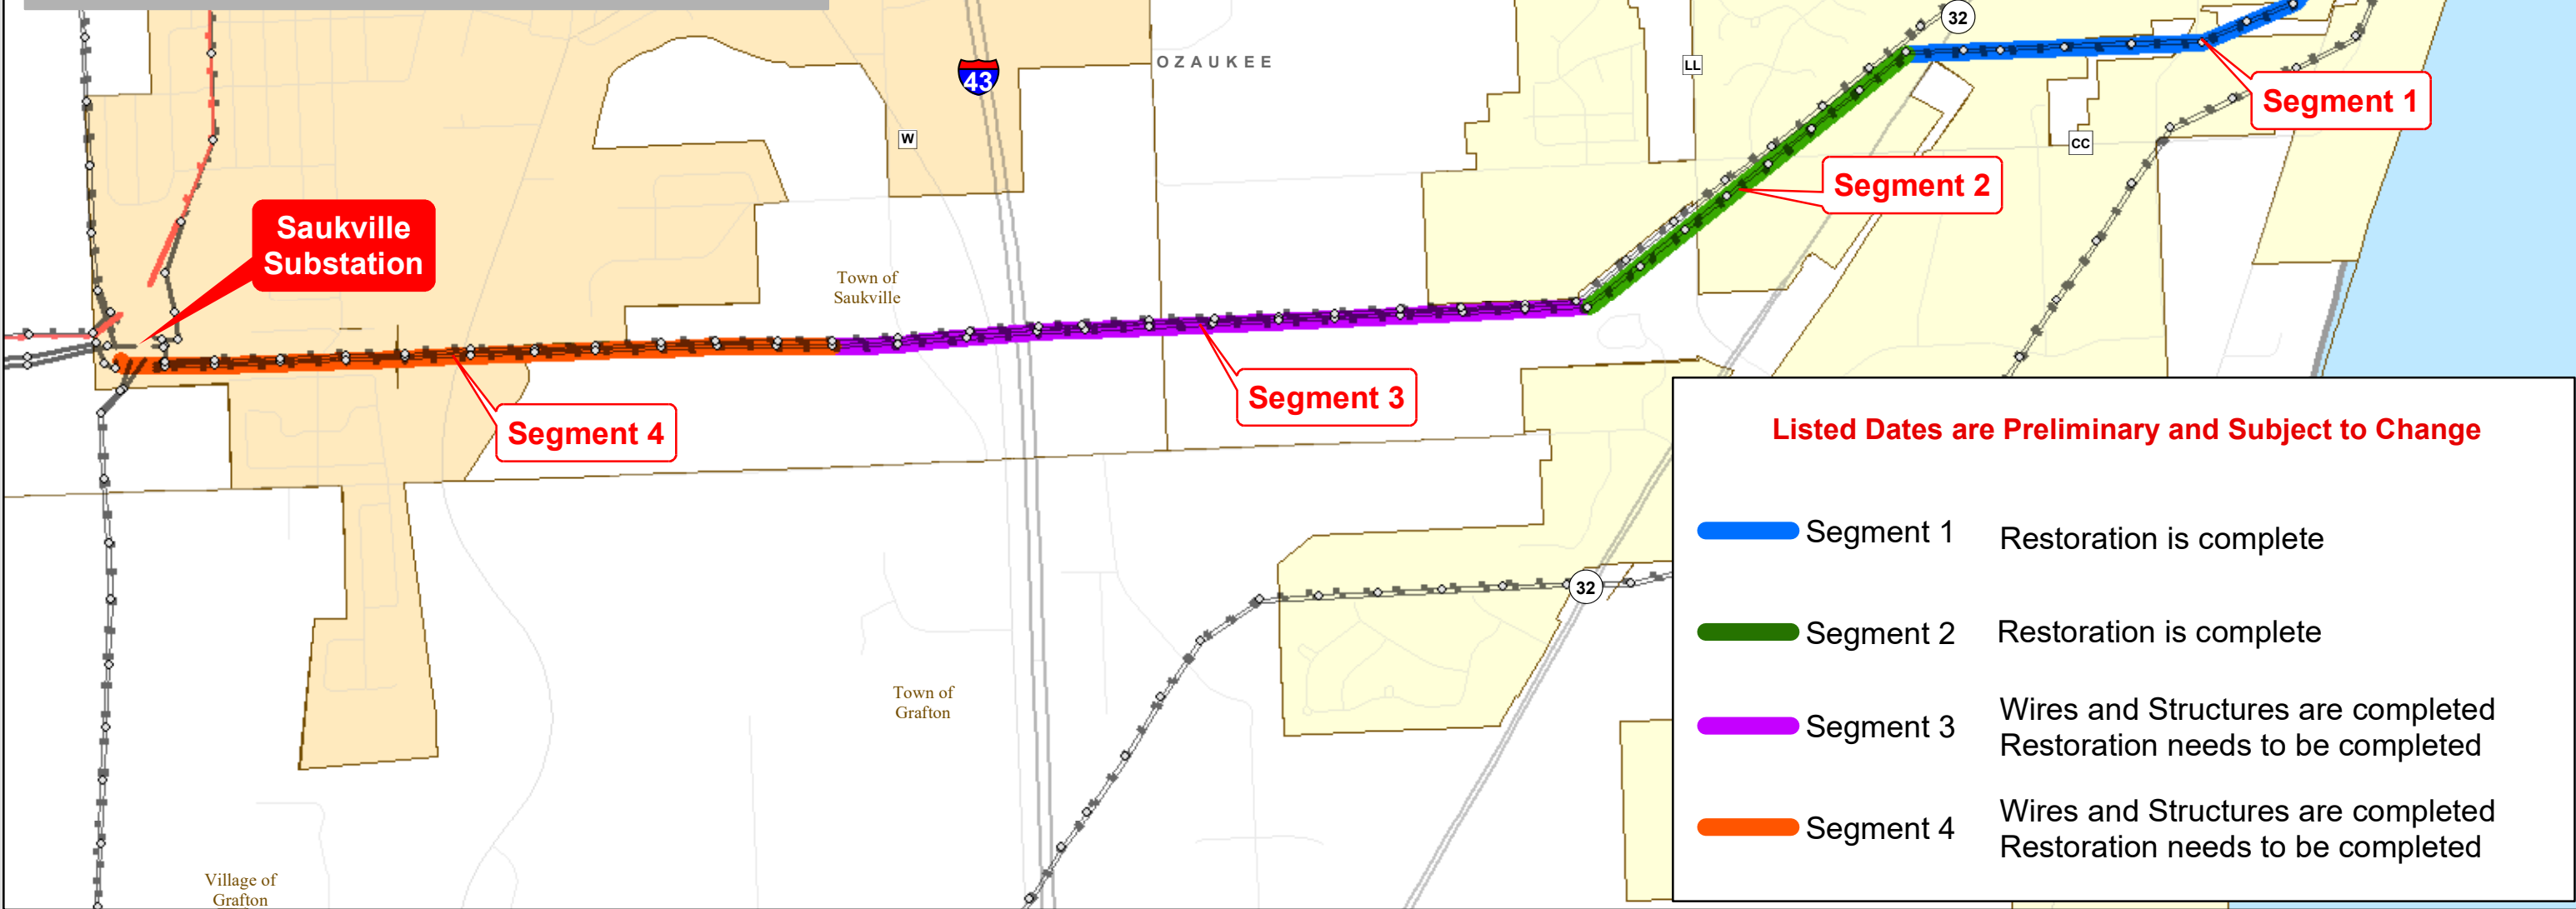 32
OZAUKEE
43
LL
Segment 1
W
CC
Segment 2
Saukville
Substation
Town of
Saukville
Segment 3
Segment 4
Listed Dates are Preliminary and Subject to Change
Segment 1 Restoration is complete
32
Segment 2 Restoration is complete
Town of
Grafton
Segment 3 Wires and Structures are completed
Restoration needs to be completed
Segment 4 Wires and Structures are completed
Restoration needs to be completed
Village of
Grafton